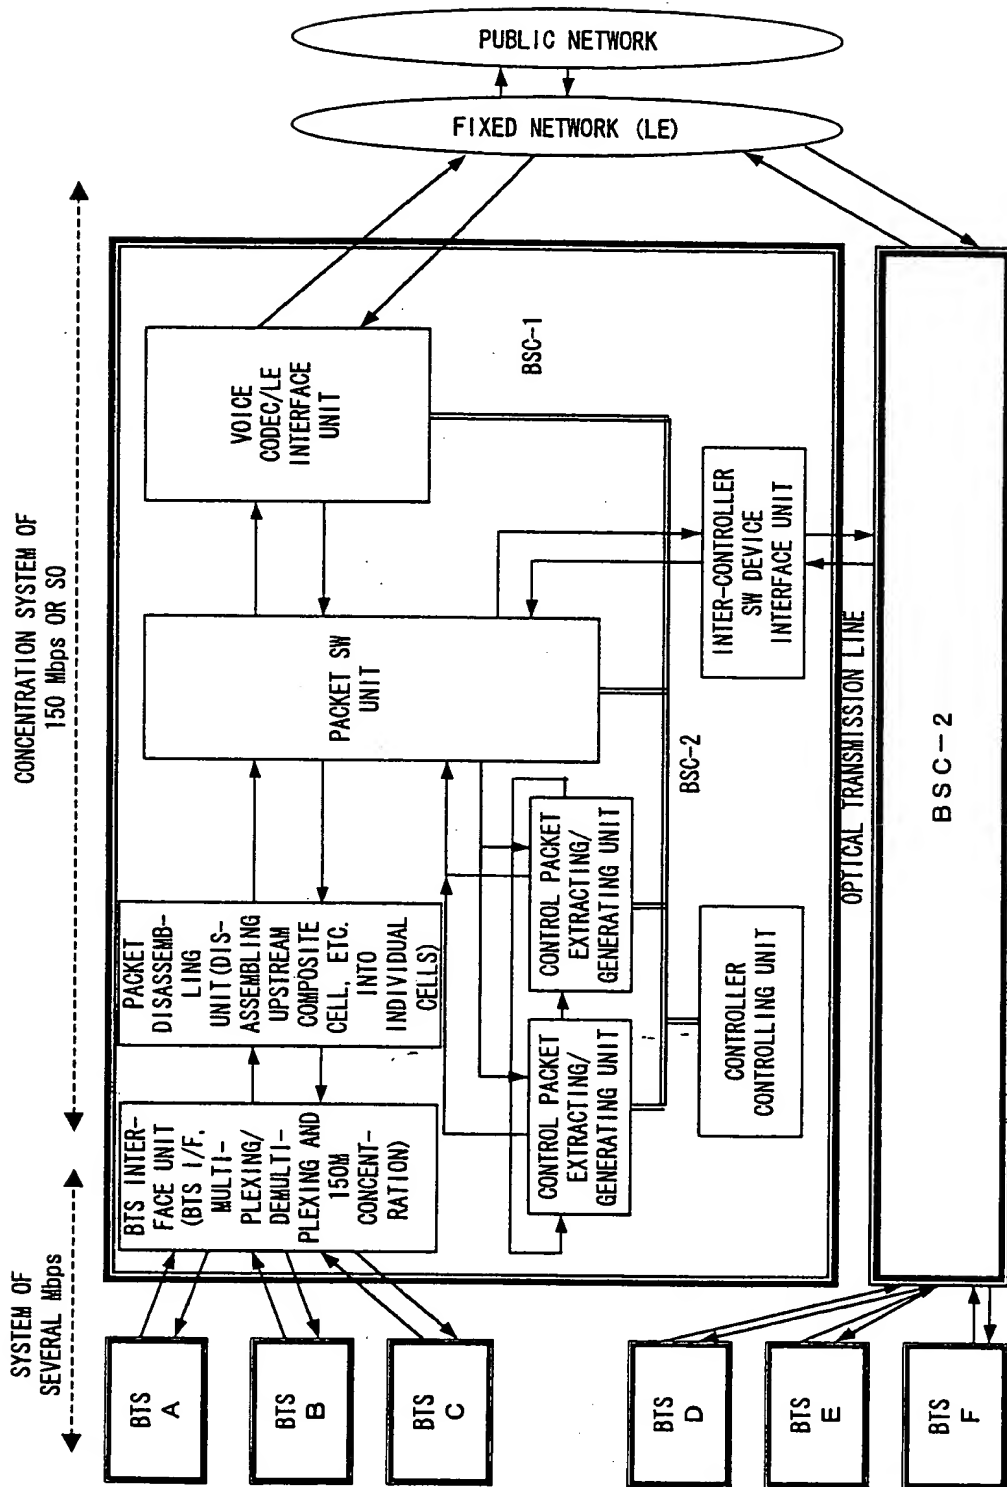 SYSTEM OF
SEVERAL Mbps
CONCENTRATION SYSTEM OF
150 Mbps OR SO
BTS
A
BTS
B
BTS
C
BTS
D
BTS
E
BTS
F
BTS INTER-
FACE UNIT
(BTS I/F,
MULTI-
PLEXING/
DEMULTI-
PLEXING AND
150M
CONCENT-
RATION)
PACKET
DISASSEMB-
LING
UNIT(DIS-
ASSEMBLING
UPSTREAM
COMPOSITE
CELL, ETC.
INTO
INDIVIDUAL
CELLS)
PACKET SW
UNIT
VOICE
CODEC/LE
INTERFACE
UNIT
CONTROL PACKET
EXTRACTING/
GENERATING UNIT
CONTROL PACKET
EXTRACTING/
GENERATING UNIT
CONTROLLER
CONTROLLING UNIT
BSC-2
INTER-CONTROLLER
SW DEVICE
INTERFACE UNIT
BSC-1
OPTICAL TRANSMISSION LINE
BSC-2
FIXED NETWORK (LE)
PUBLIC NETWORK